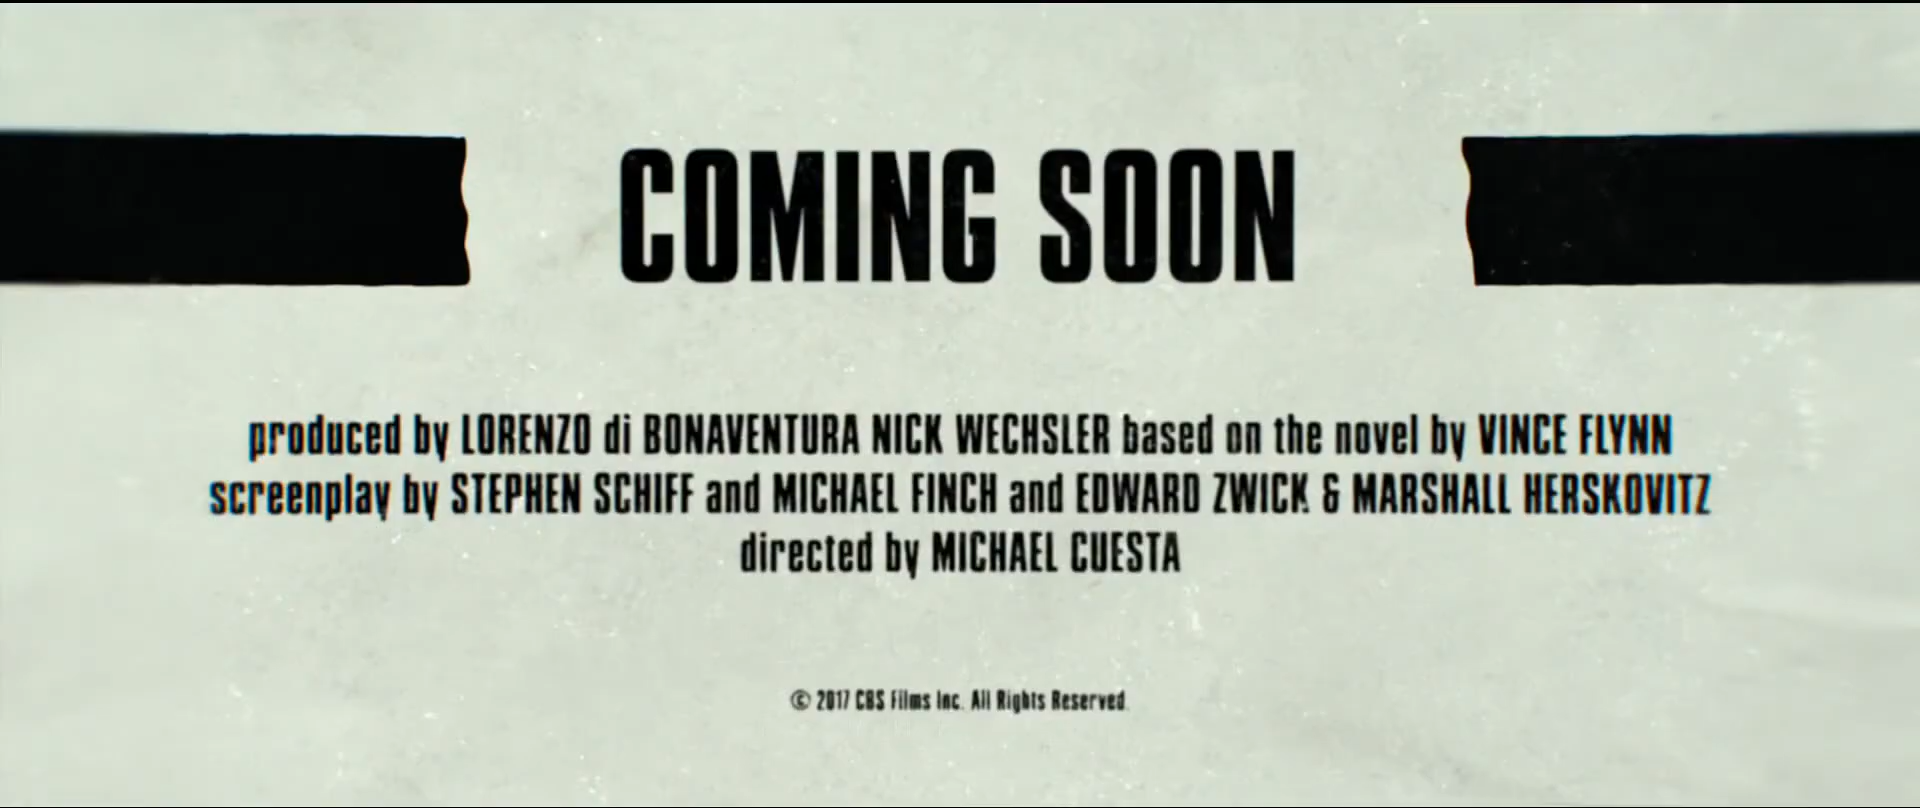 COMING SOON
produced by LORENZO di BONAVENTURA NICK WECHSLER based on the novel by VINCE FLYNN
screenplay by STEPHEN SCHIFF and MICHAEL FINCH and EDWARD ZWICK & MARSHALL HERSKOVITZ
directed by MICHAEL CUESTA
© 2017 CBS Films Inc. All Rights Reserved.